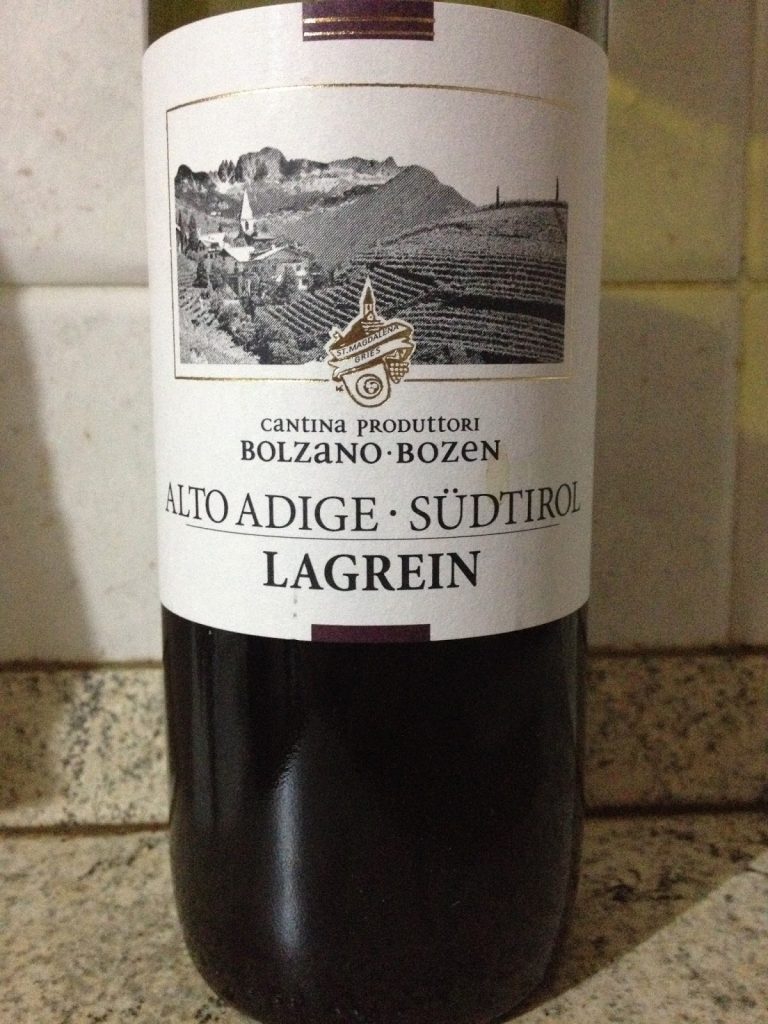 ST. MAGDALENA
GRIES
CANTINA PRODUTTORI
BOLZANO · BOZEN
ALTO ADIGE · SÜDTIROL
LAGREIN